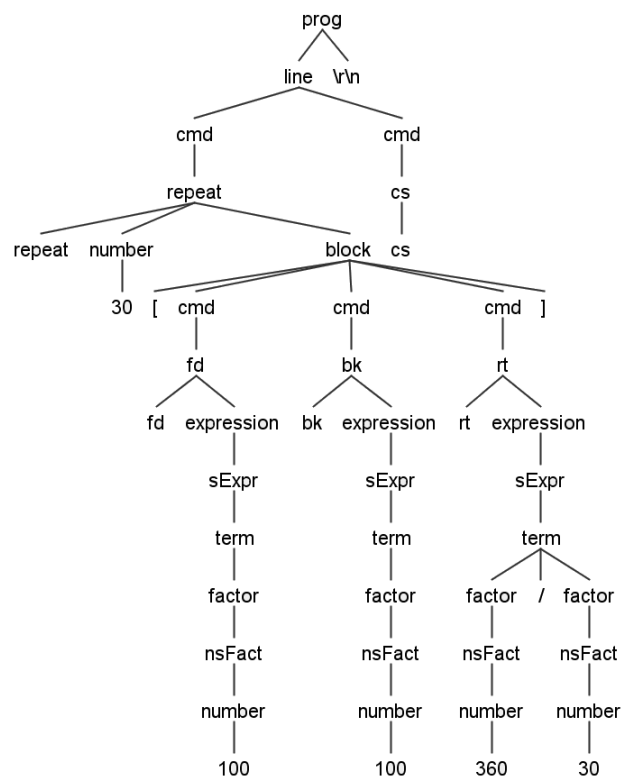 prog
line \r\n
cmd cmd
repeat cs
repeat number block cs
30 [ cmd cmd cmd ]
fd bk rt
fd expression bk expression rt expression
sExpr sExpr sExpr
term term term
factor factor factor / factor
nsFact nsFact nsFact nsFact
number number number number
100 100 360 30